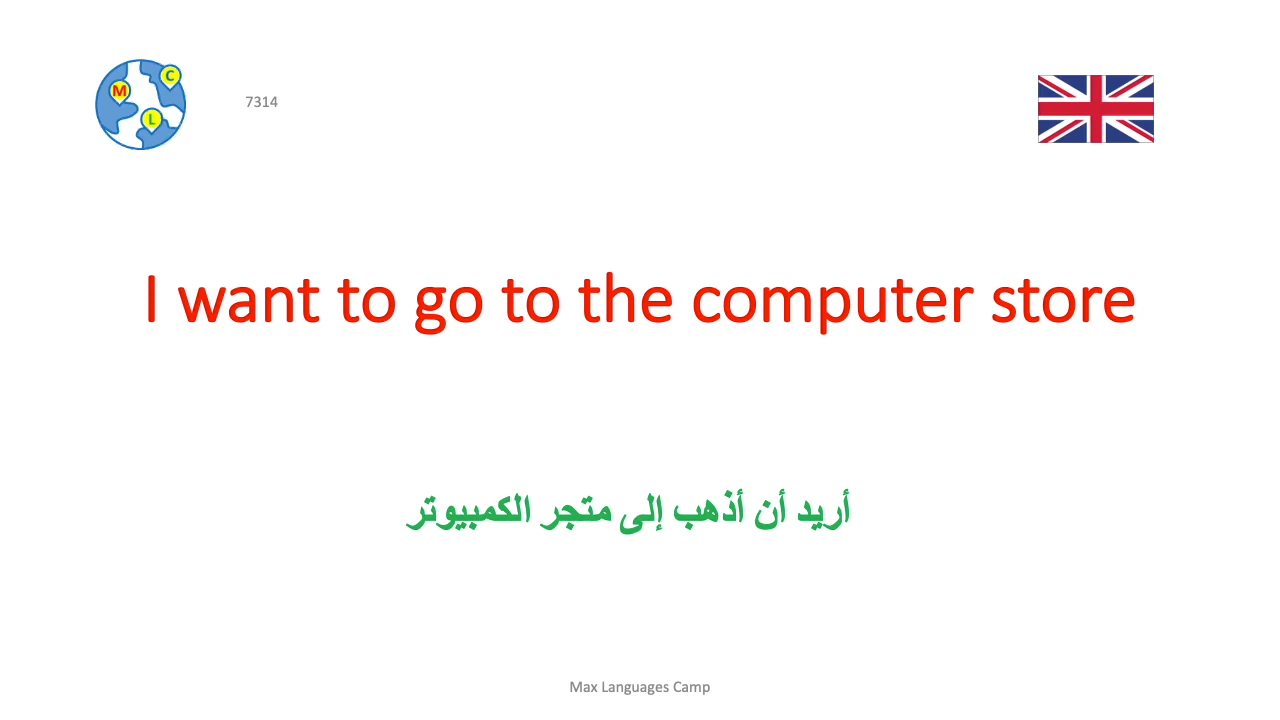 C
M
L
7314
I want to go to the computer store
أريد أن أذهب إلى متجر الكمبيوتر
Max Languages Camp